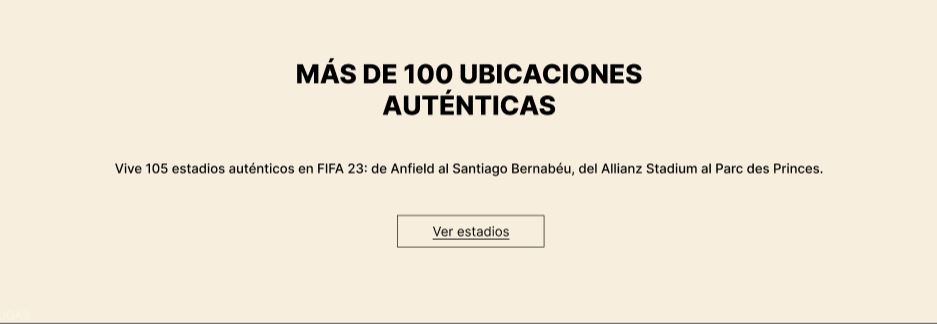 MÁS DE 100 UBICACIONES
AUTÉNTICAS
Vive 105 estadios auténticos en FIFA 23: de Anfield al Santiago Bernabéu, del Allianz Stadium al Parc des Princes.
Ver estadios